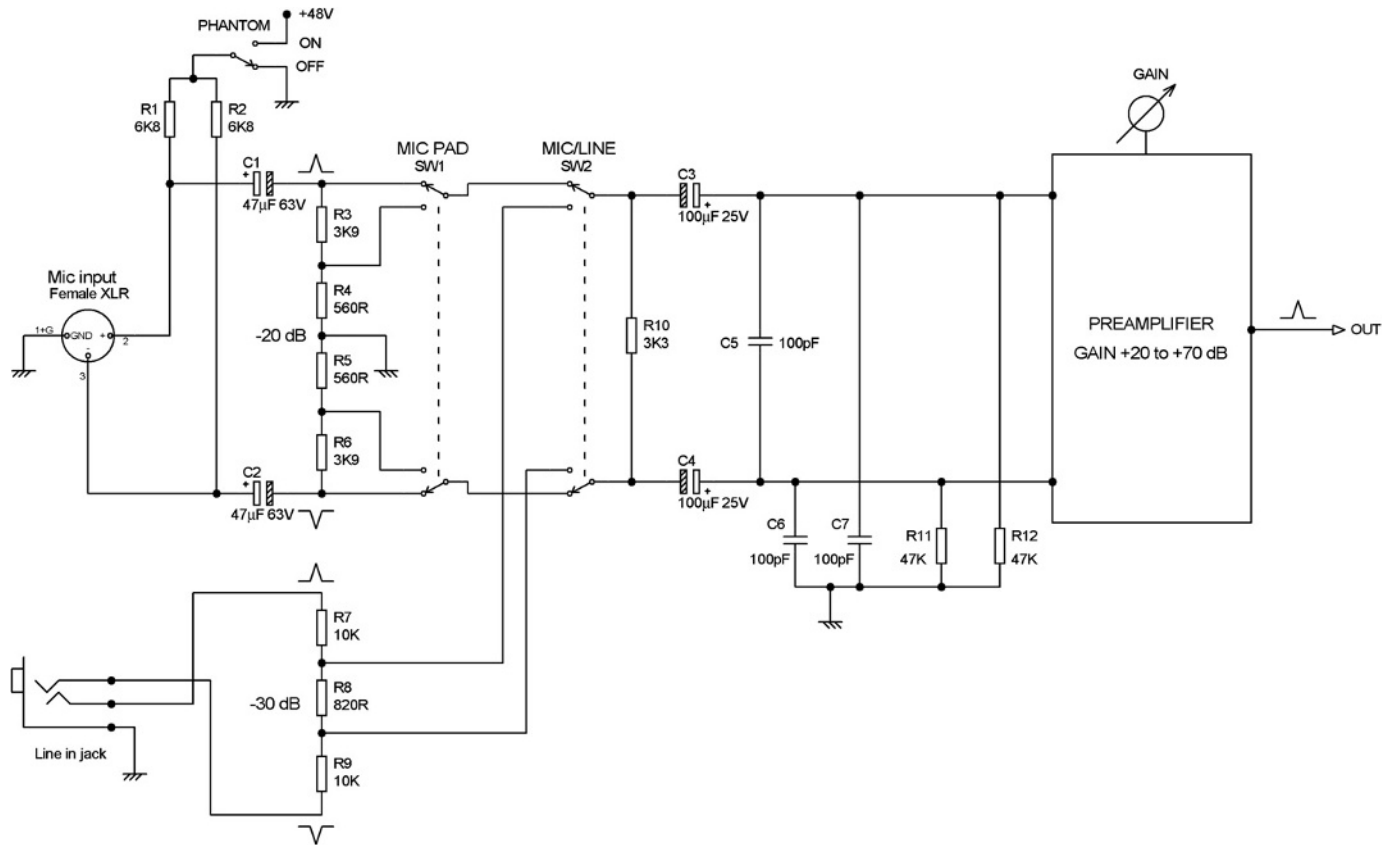 +48V
PHANTOM
ON
OFF
R1
6K8
R2
6K8
C1
+
47µF 63V
MIC PAD
SW1
MIC/LINE
SW2
GAIN
C3
+
100µF 25V
R3
3K9
Mic input
Female XLR
1+G
GND
+
2
-
3
R4
560R
-20 dB
R5
560R
R10
3K3
C5
100pF
PREAMPLIFIER
GAIN +20 to +70 dB
OUT
R6
3K9
C2
+
47µF 63V
C4
+
100µF 25V
C6
100pF
C7
100pF
R11
47K
R12
47K
R7
10K
-30 dB
R8
820R
R9
10K
Line in jack